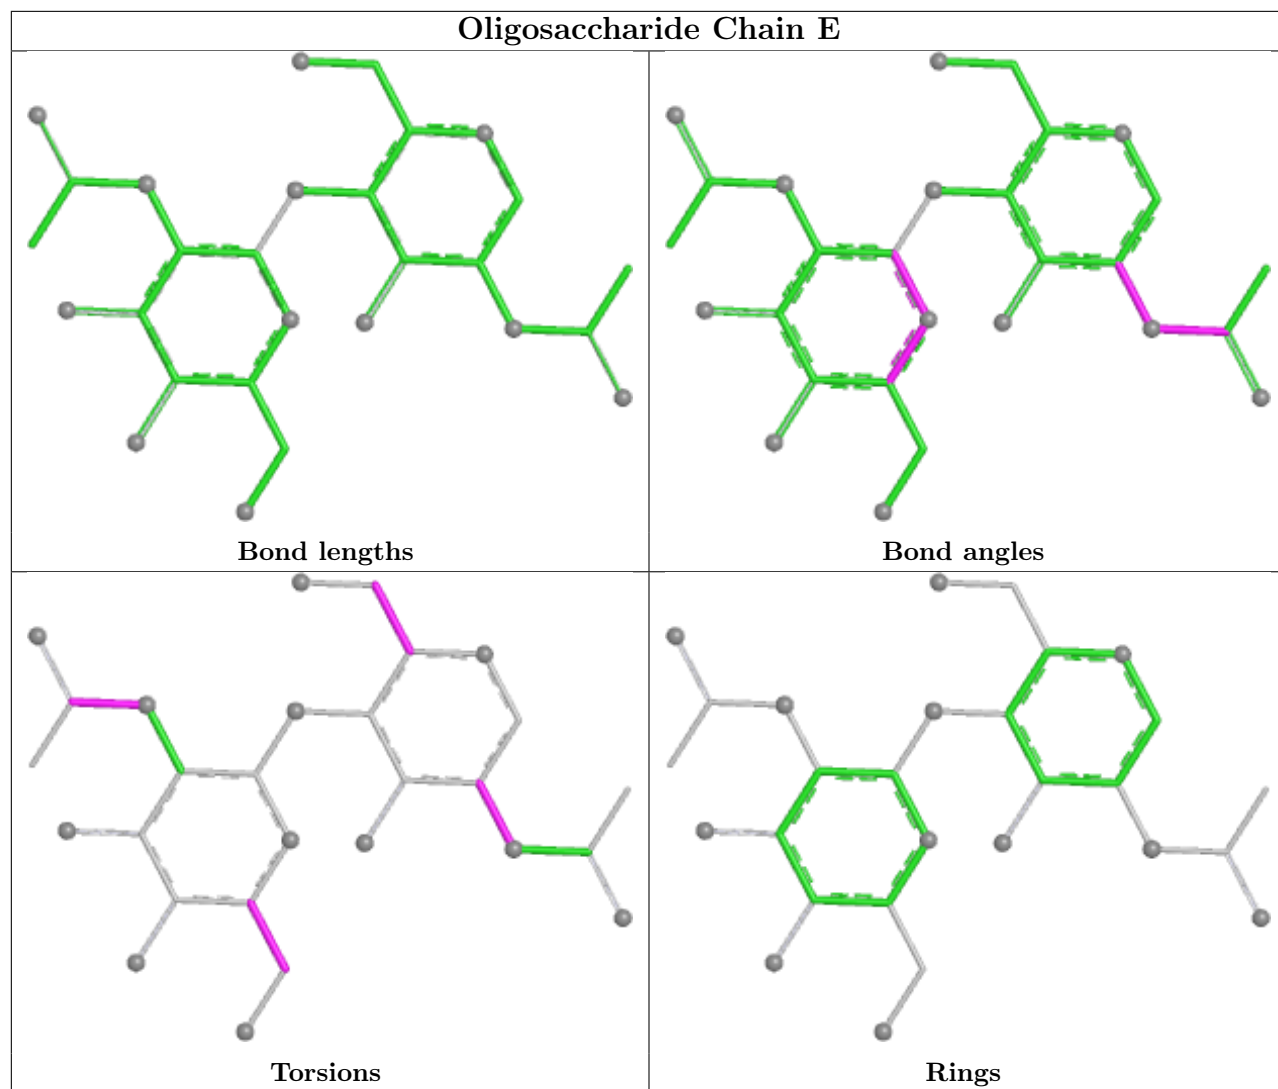 Oligosaccharide Chain E
Bond lengths
Bond angles
Torsions
Rings